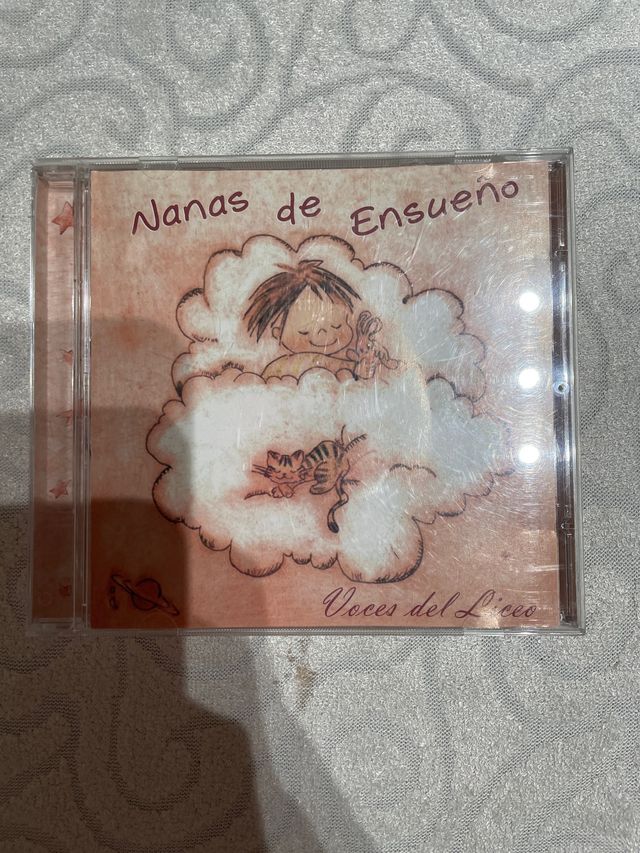 Nanas de Ensueño
Voces del Liceo